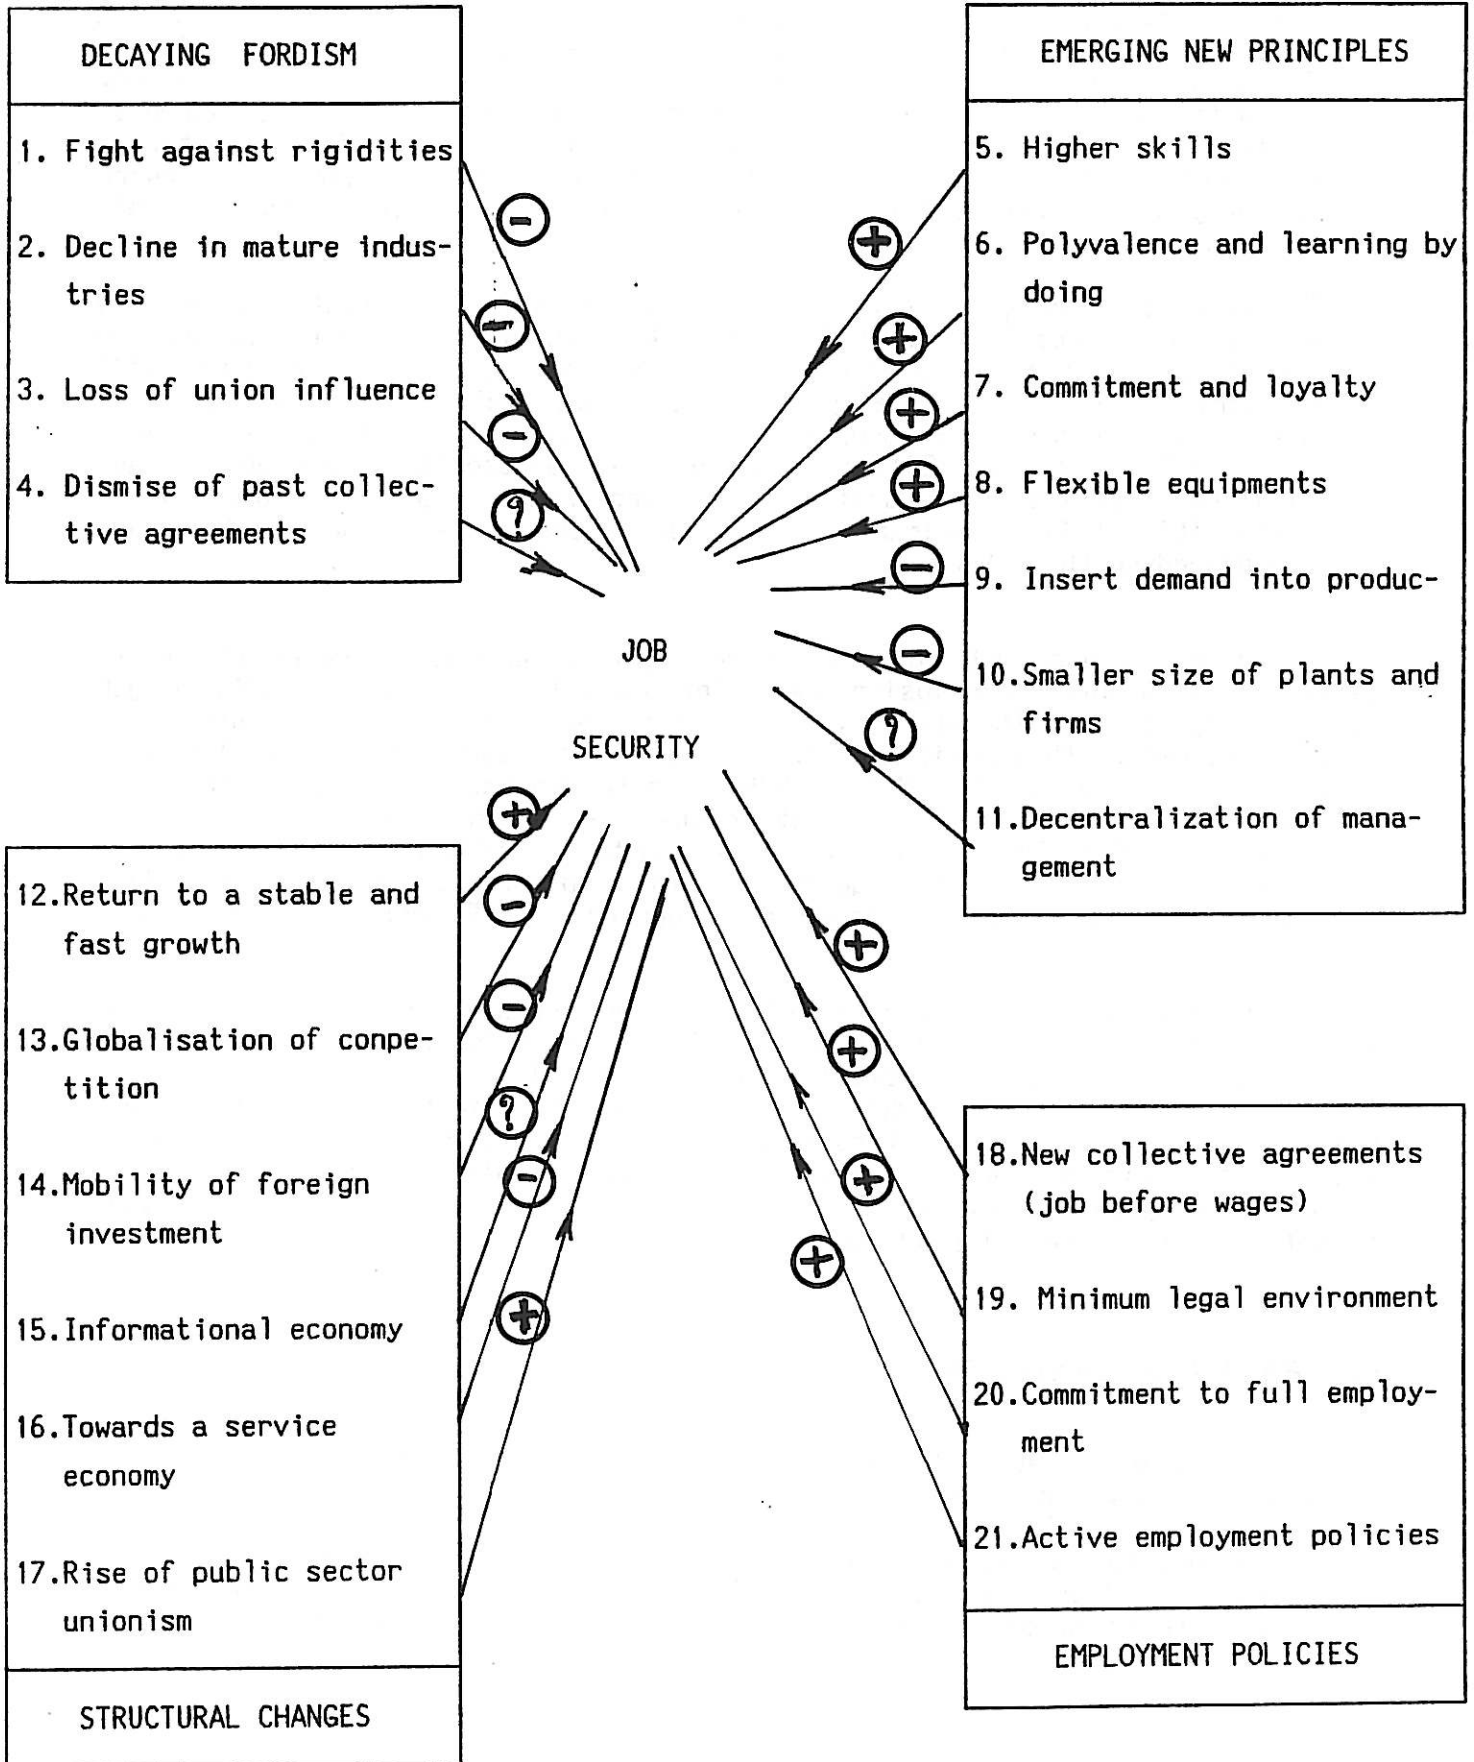 DECAYING FORDISM
1. Fight against rigidities
2. Decline in mature indus-
tries
3. Loss of union influence
4. Dismise of past collec-
tive agreements
EMERGING NEW PRINCIPLES
5. Higher skills
6. Polyvalence and learning by
doing
7. Commitment and loyalty
8. Flexible equipments
9. Insert demand into produc-
10.Smaller size of plants and
firms
11.Decentralization of mana-
gement
-
-
-
?
+
+
+
+
-
-
?
JOB
SECURITY
+
-
-
?
-
+
+
+
+
+
12.Return to a stable and
fast growth
13.Globalisation of conpe-
tition
14.Mobility of foreign
investment
15.Informational economy
16.Towards a service
economy
17.Rise of public sector
unionism
STRUCTURAL CHANGES
18.New collective agreements
(job before wages)
19. Minimum legal environment
20.Commitment to full employ-
ment
21.Active employment policies
EMPLOYMENT POLICIES